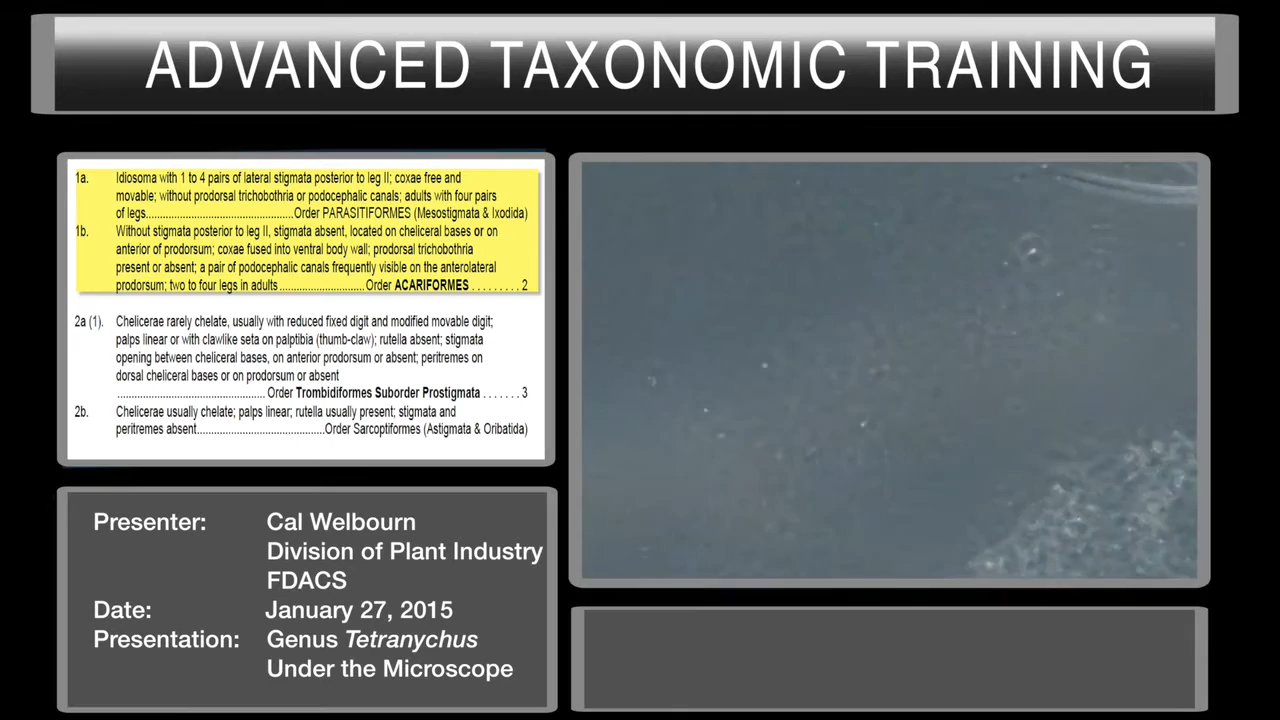 ADVANCED TAXONOMIC TRAINING
1a. Idiosoma with 1 to 4 pairs of lateral stigmata posterior to leg II; coxae free and
movable; without prodorsal trichobothria or podocephalic canals; adults with four pairs
of legs..................................................Order PARASITIFORMES (Mesostigmata & Ixodida)
1b. Without stigmata posterior to leg II, stigmata absent, located on cheliceral bases or on
anterior of prodorsum; coxae fused into ventral body wall; prodorsal trichobothria
present or absent; a pair of podocephalic canals frequently visible on the anterolateral
prodorsum; two to four legs in adults .............................Order ACARIFORMES . . . . . . . . . 2
2a (1). Chelicerae rarely chelate, usually with reduced fixed digit and modified movable digit;
palps linear or with clawlike seta on palptibia (thumb-claw); rutella absent; stigmata
opening between cheliceral bases, on anterior prodorsum or absent; peritremes on
dorsal cheliceral bases or on prodorsum or absent
.................................................. Order Trombidiformes Suborder Prostigmata . . . . . . . 3
2b. Chelicerae usually chelate; palps linear; rutella usually present; stigmata and
peritremes absent...........................................Order Sarcoptiformes (Astigmata & Oribatida)
Presenter: Cal Welbourn
Division of Plant Industry
FDACS
Date: January 27, 2015
Presentation: Genus Tetranychus
Under the Microscope